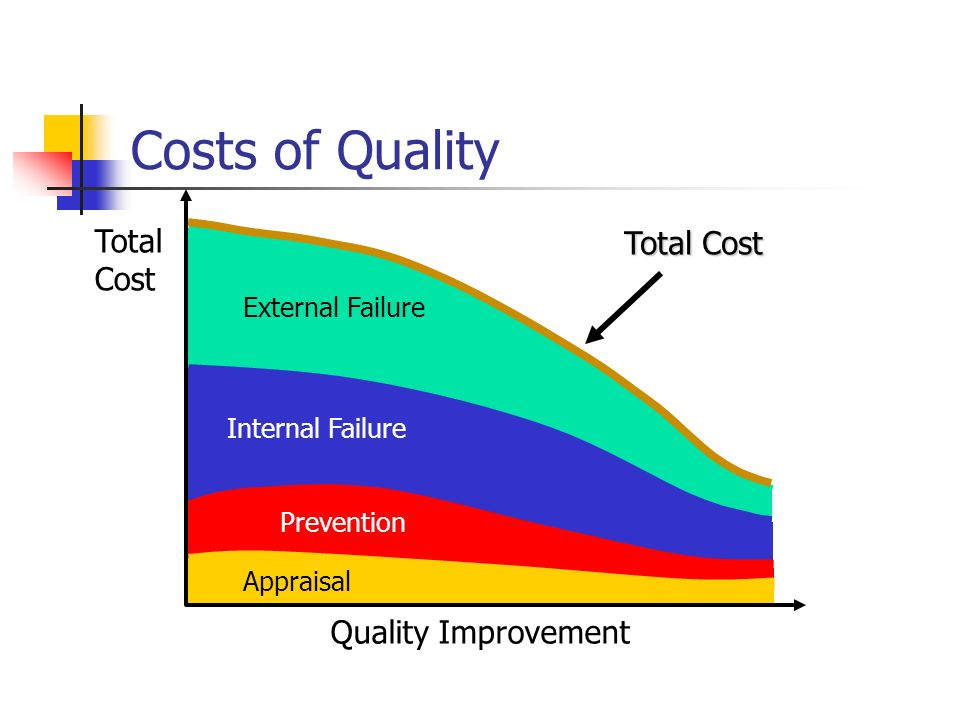 Costs of Quality
Total
Cost
Total Cost
External Failure
Internal Failure
Prevention
Appraisal
Quality Improvement